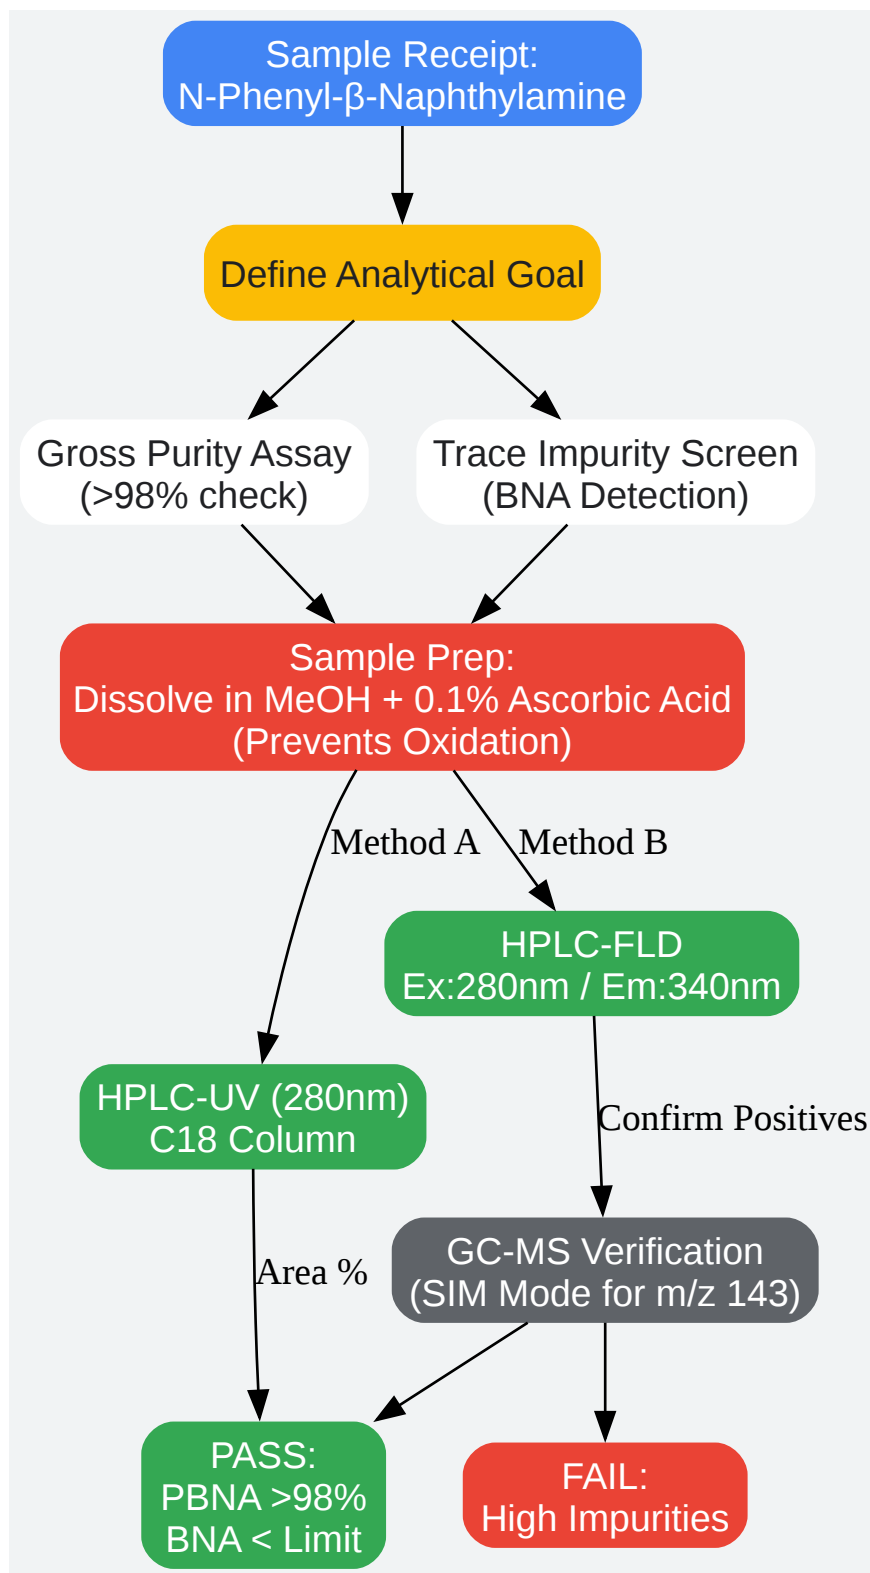 Sample Receipt:
N-Phenyl-β-Naphthylamine
Define Analytical Goal
Gross Purity Assay
(>98% check)
Trace Impurity Screen
(BNA Detection)
Sample Prep:
Dissolve in MeOH + 0.1% Ascorbic Acid
(Prevents Oxidation)
Method A
Method B
HPLC-FLD
Ex:280nm / Em:340nm
HPLC-UV (280nm)
C18 Column
Confirm Positives
Area %
GC-MS Verification
(SIM Mode for m/z 143)
PASS:
PBNA >98%
BNA < Limit
FAIL:
High Impurities